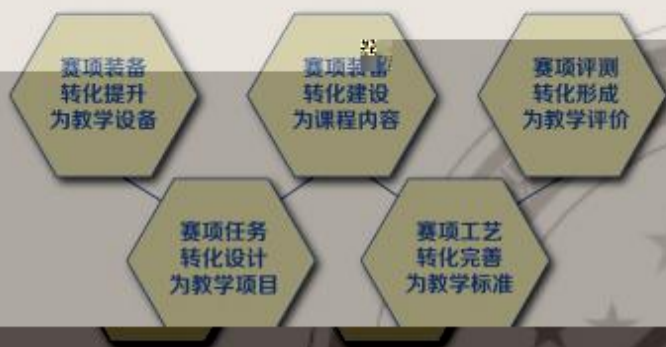 赛项装备
转化提升
为教学设备
赛项装备
转化建设
为课程内容
赛项评测
转化形成
为教学评价
赛项任务
转化设计
为教学项目
赛项工艺
转化完善
为教学标准